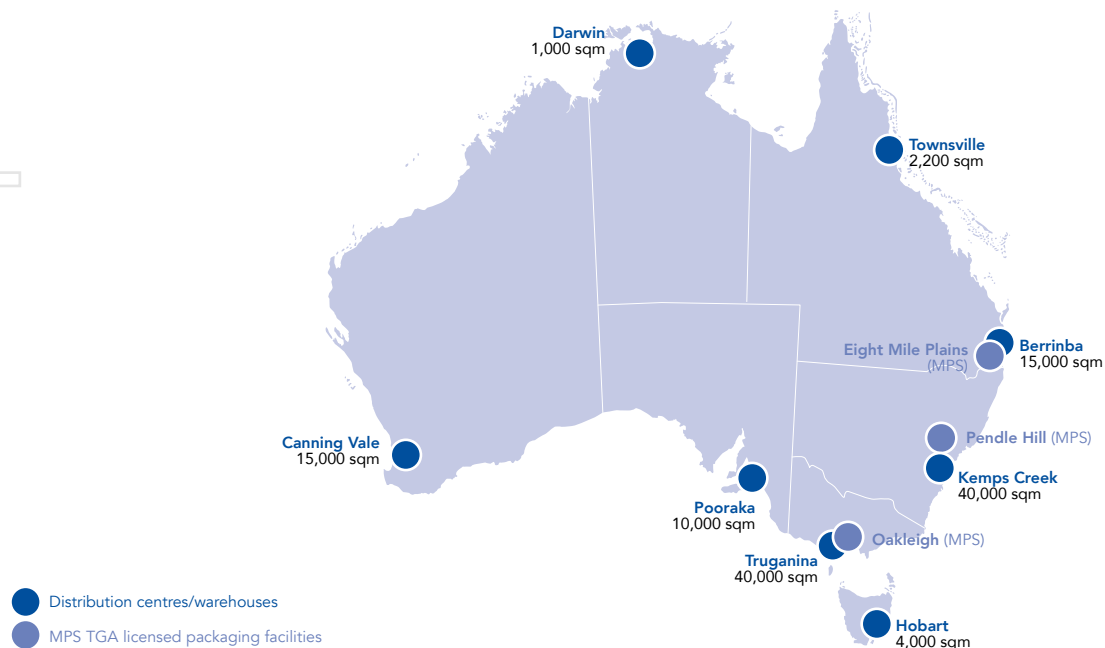 Darwin
1,000 sqm
Townsville
2,200 sqm
Eight Mile Plains
(MPS)
Berrinba
15,000 sqm
Canning Vale
15,000 sqm
Pendle Hill (MPS)
Kemps Creek
40,000 sqm
Pooraka
10,000 sqm
Oakleigh (MPS)
Truganina
40,000 sqm
Hobart
4,000 sqm
Distribution centres/warehouses
MPS TGA licensed packaging facilities